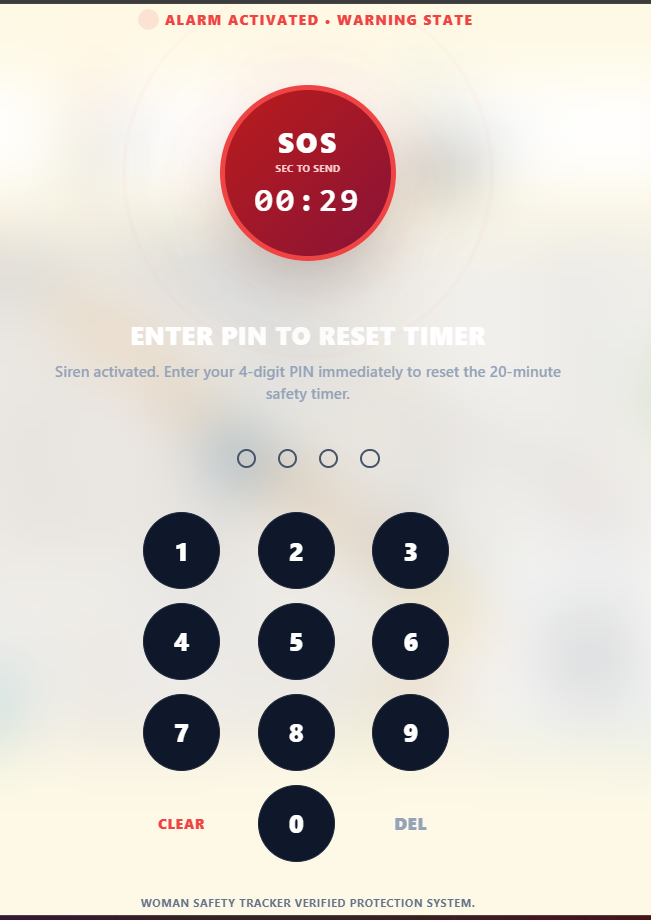 ALARM ACTIVATED • WARNING STATE
SOS
SEC TO SEND
00:29
ENTER PIN TO RESET TIMER
Siren activated. Enter your 4-digit PIN immediately to reset the 20-minute
safety timer.
1 2 3
4 5 6
7 8 9
CLEAR 0 DEL
WOMAN SAFETY TRACKER VERIFIED PROTECTION SYSTEM.